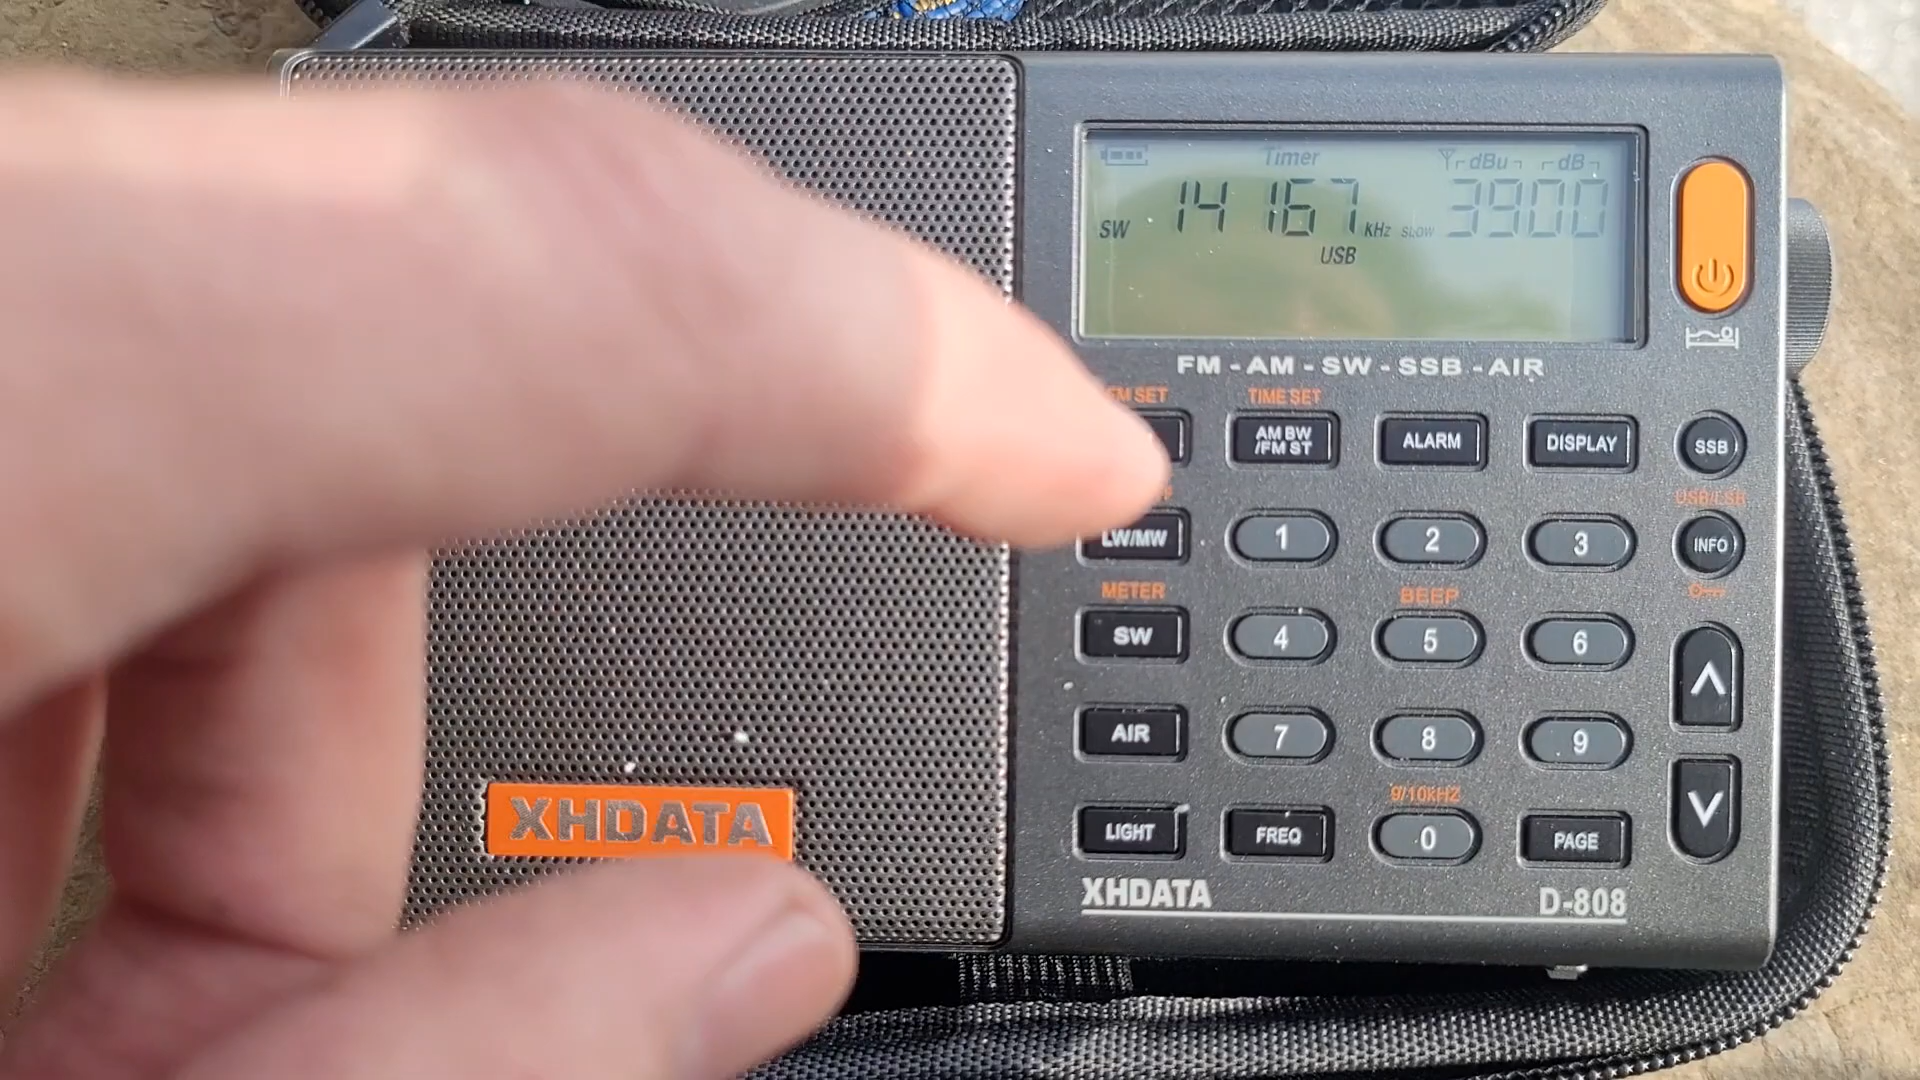 Timer dBu dB
SW 14 167 kHz SLOW 3900
USB
FM - AM - SW - SSB - AIR
SET TIME SET
AM BW /FM ST
ALARM
DISPLAY
SSB
USB/LSB
LW/MW
1
2
3
INFO
METER
BEEP
SW
4
5
6
AIR
7
8
9
9/10kHZ
LIGHT
FREQ
0
PAGE
XHDATA
XHDATA
D-808